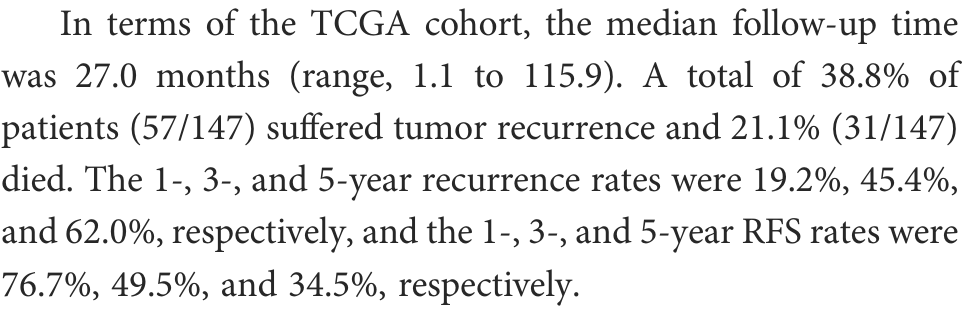 In terms of the TCGA cohort, the median follow-up time
was 27.0 months (range, 1.1 to 115.9). A total of 38.8% of
patients (57/147) suffered tumor recurrence and 21.1% (31/147)
died. The 1-, 3-, and 5-year recurrence rates were 19.2%, 45.4%,
and 62.0%, respectively, and the 1-, 3-, and 5-year RFS rates were
76.7%, 49.5%, and 34.5%, respectively.